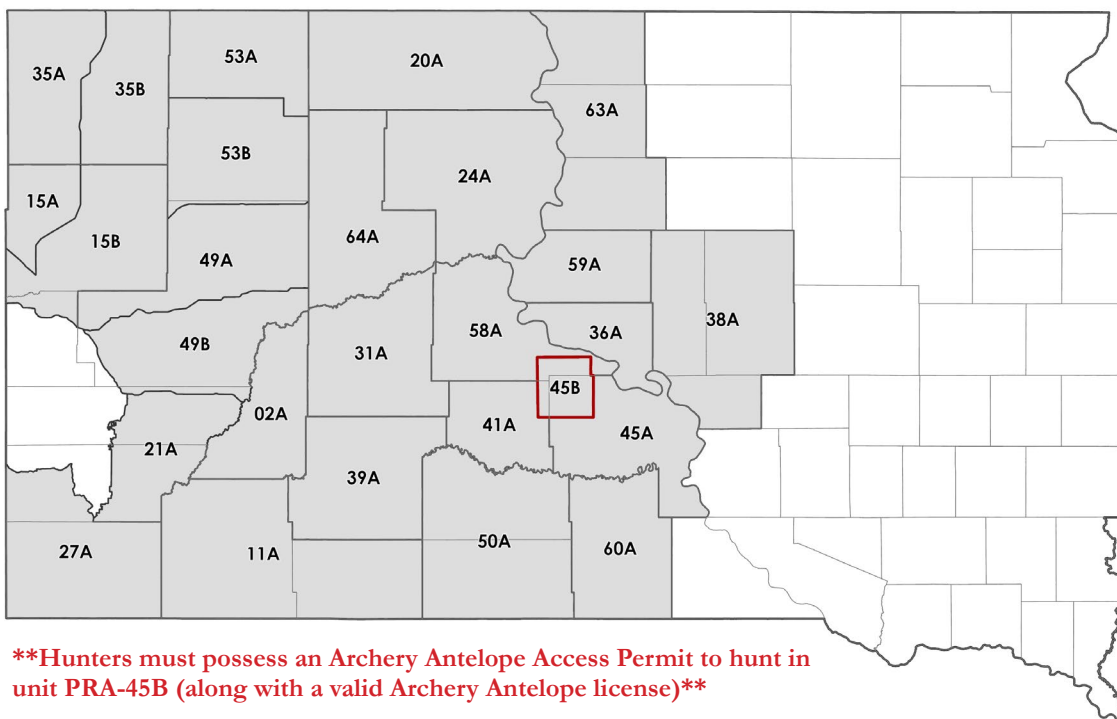 53A
20A
35A
35B
63A
53B
24A
15A
15B
64A
49A
59A
58A
36A
38A
49B
31A
45B
02A
41A
45A
21A
39A
27A
11A
50A
60A
**Hunters must possess an Archery Antelope Access Permit to hunt in
unit PRA-45B (along with a valid Archery Antelope license)**